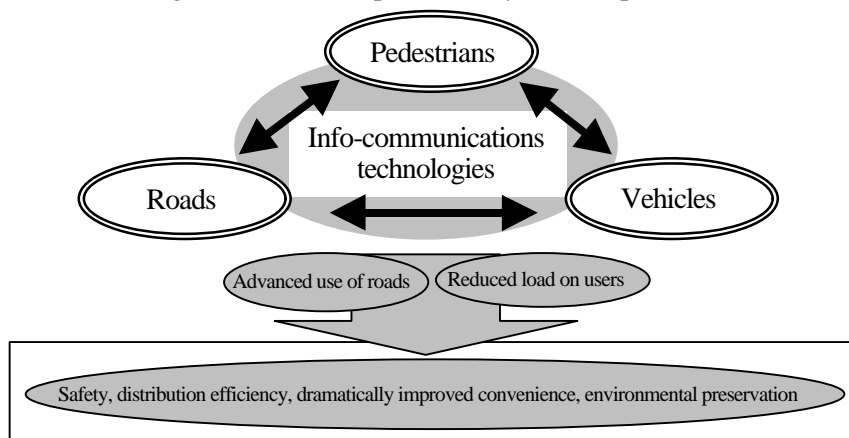 Pedestrians
Info-communications
technologies
Roads
Vehicles
Advanced use of roads
Reduced load on users
Safety, distribution efficiency, dramatically improved convenience, environmental preservation